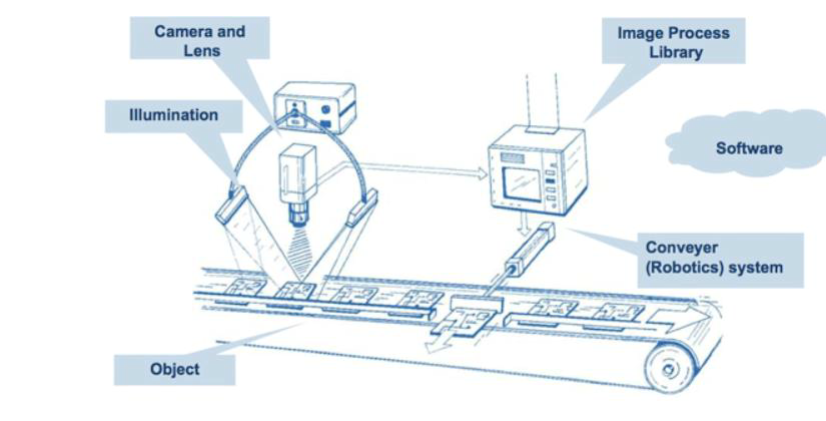 Camera and
Lens
Image Process
Library
Illumination
Software
Conveyer
(Robotics) system
Object